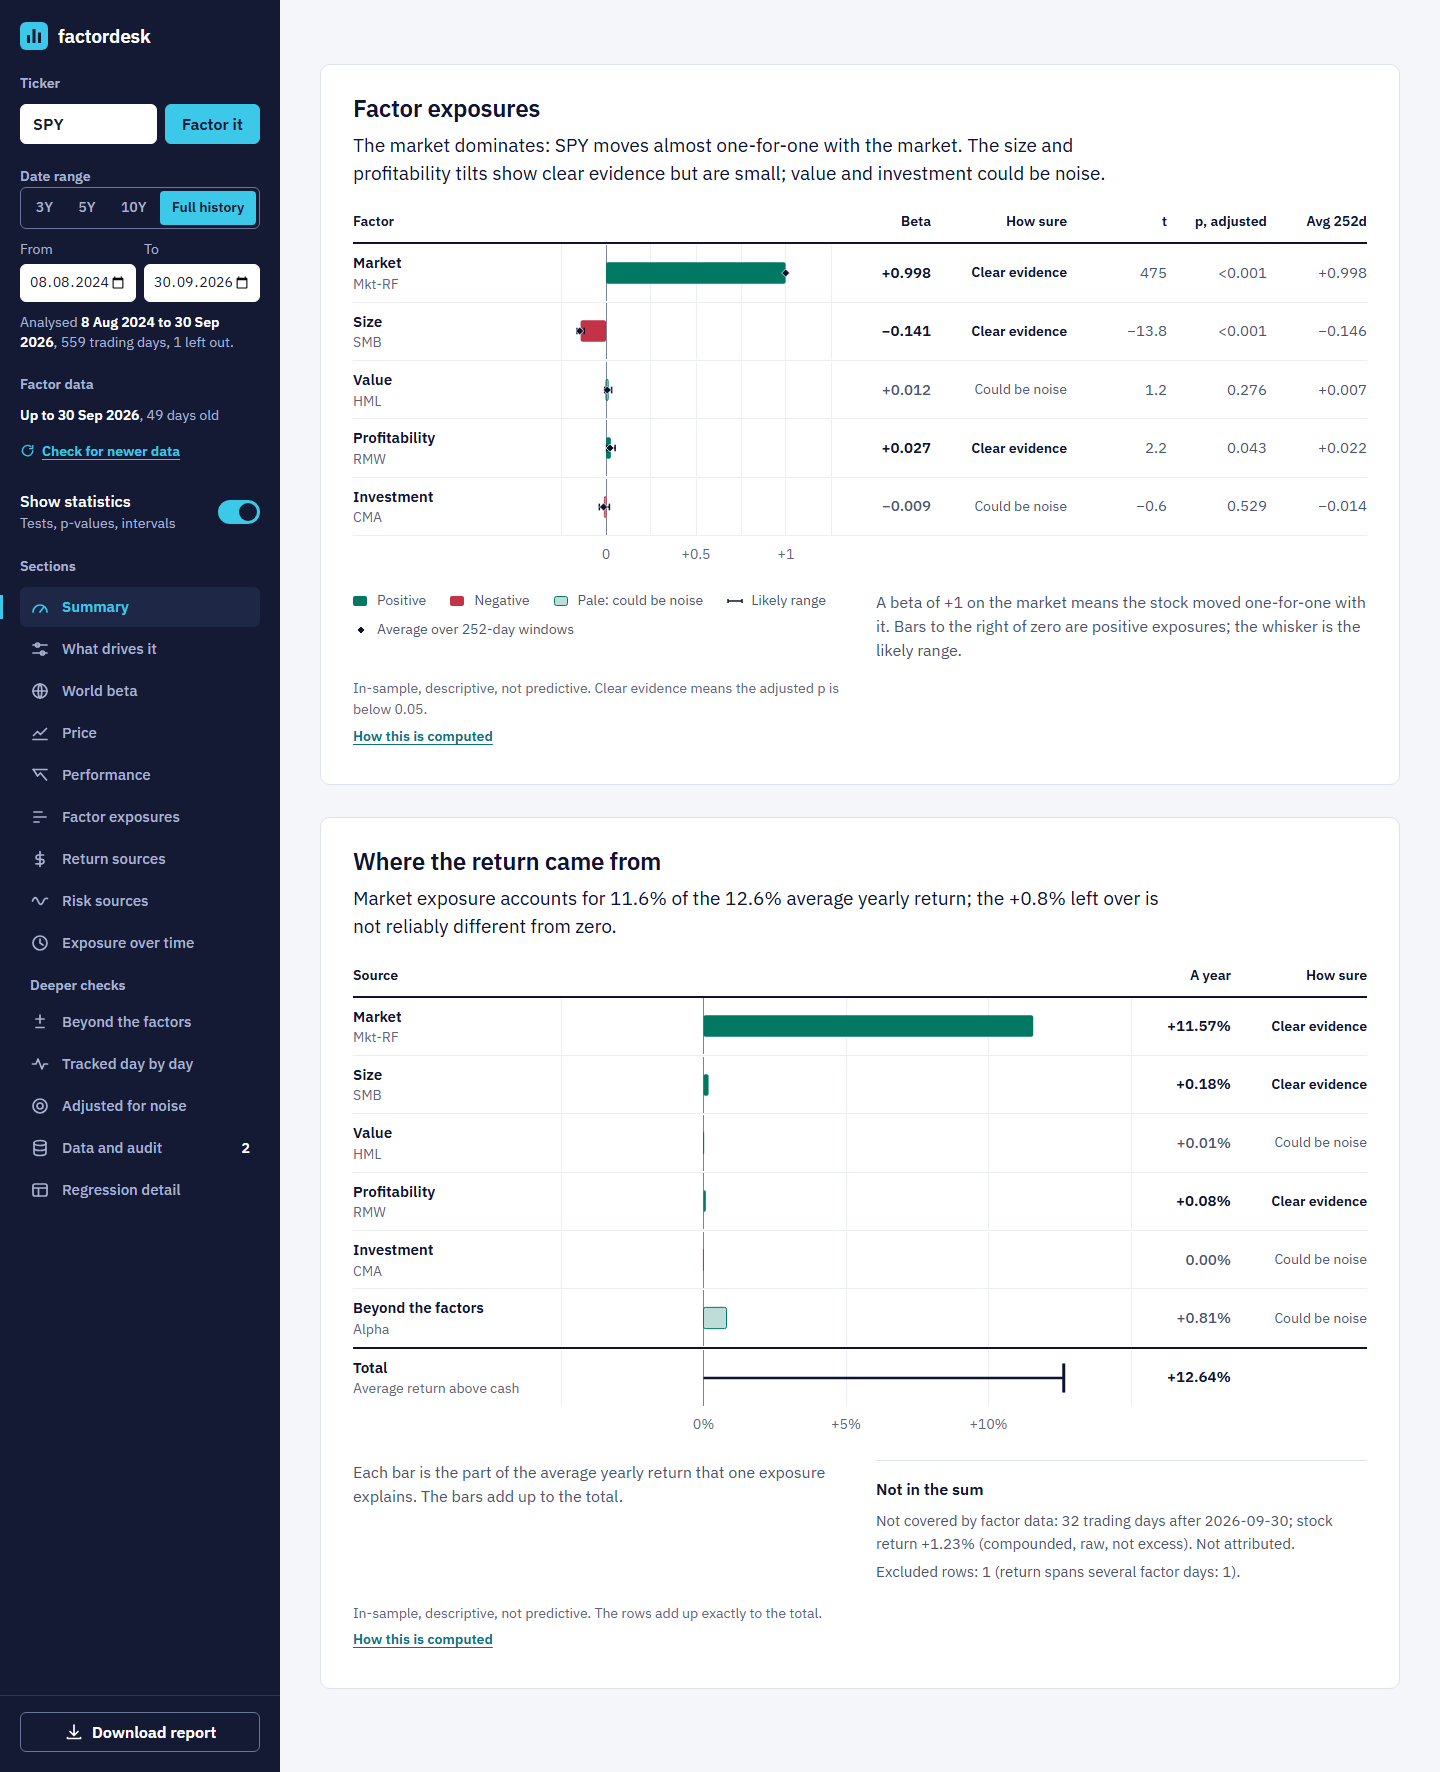 factordesk
Ticker
SPY
Factor it
Date range
3Y 5Y 10Y Full history
From To
08.08.2024 30.09.2026
Analysed 8 Aug 2024 to 30 Sep
2026, 559 trading days, 1 left out.
Factor data
Up to 30 Sep 2026, 49 days old
Check for newer data
Show statistics
Tests, p-values, intervals
Sections
Summary
What drives it
World beta
Price
Performance
Factor exposures
Return sources
Risk sources
Exposure over time
Deeper checks
Beyond the factors
Tracked day by day
Adjusted for noise
Data and audit 2
Regression detail
Download report
Factor exposures
The market dominates: SPY moves almost one-for-one with the market. The size and
profitability tilts show clear evidence but are small; value and investment could be noise.
Factor Beta How sure t p, adjusted Avg 252d
Market
Mkt-RF
+0.998 Clear evidence 475 <0.001 +0.998
Size
SMB
−0.141 Clear evidence −13.8 <0.001 −0.146
Value
HML
+0.012 Could be noise 1.2 0.276 +0.007
Profitability
RMW
+0.027 Clear evidence 2.2 0.043 +0.022
Investment
CMA
−0.009 Could be noise −0.6 0.529 −0.014
0 +0.5 +1
Positive Negative Pale: could be noise Likely range
Average over 252-day windows
A beta of +1 on the market means the stock moved one-for-one with
it. Bars to the right of zero are positive exposures; the whisker is the
likely range.
In-sample, descriptive, not predictive. Clear evidence means the adjusted p is
below 0.05.
How this is computed
Where the return came from
Market exposure accounts for 11.6% of the 12.6% average yearly return; the +0.8% left over is
not reliably different from zero.
Source A year How sure
Market
Mkt-RF
+11.57% Clear evidence
Size
SMB
+0.18% Clear evidence
Value
HML
+0.01% Could be noise
Profitability
RMW
+0.08% Clear evidence
Investment
CMA
0.00% Could be noise
Beyond the factors
Alpha
+0.81% Could be noise
Total
Average return above cash
+12.64%
0% +5% +10%
Each bar is the part of the average yearly return that one exposure
explains. The bars add up to the total.
Not in the sum
Not covered by factor data: 32 trading days after 2026-09-30; stock
return +1.23% (compounded, raw, not excess). Not attributed.
Excluded rows: 1 (return spans several factor days: 1).
In-sample, descriptive, not predictive. The rows add up exactly to the total.
How this is computed